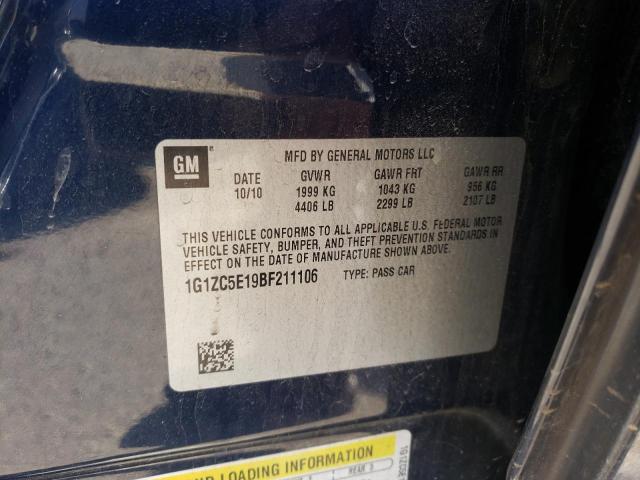 GM
MFD BY GENERAL MOTORS LLC
DATE GVWR GAWR FRT GAWR RR
10/10 1999 KG 1043 KG 956 KG
4406 LB 2299 LB 2107 LB
THIS VEHICLE CONFORMS TO ALL APPLICABLE U.S. FEDERAL MOTOR
VEHICLE SAFETY, BUMPER, AND THEFT PREVENTION STANDARDS IN
EFFECT ON THE DATE OF MANUFACTURE SHOWN ABOVE.
1G1ZC5E19BF211106 TYPE: PASS CAR
LOADING INFORMATION
REAR
1G1ZC5E